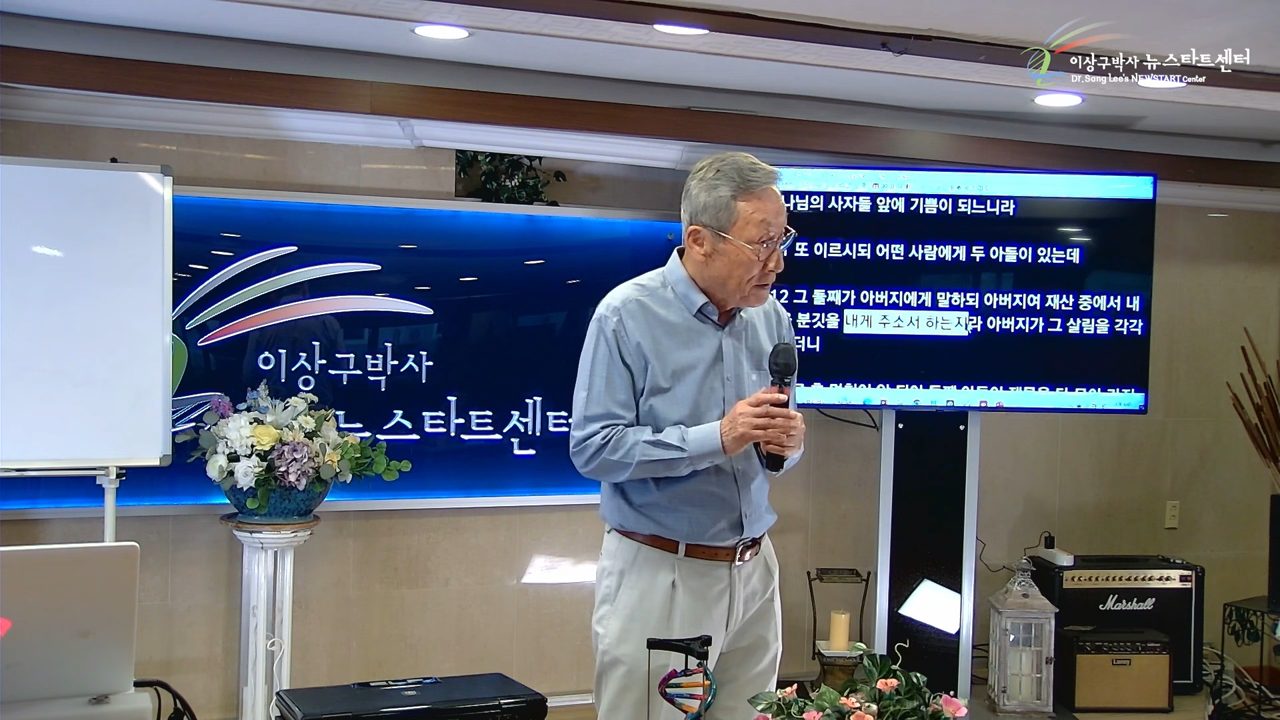 이상구박사 뉴스타트센터
Dr. Sang Lee's NEWSTART Center
나님의 사자들 앞에 기쁨이 되느니라
또 이르시되 어떤 사람에게 두 아들이 있는데
12 그 둘째가 아버지에게 말하되 아버지여 재산 중에서 내
분깃을 내게 주소서 하는지라 아버지가 그 살림을 각각
더니
이상구박사
뉴스타트센터
Marshall
Laney